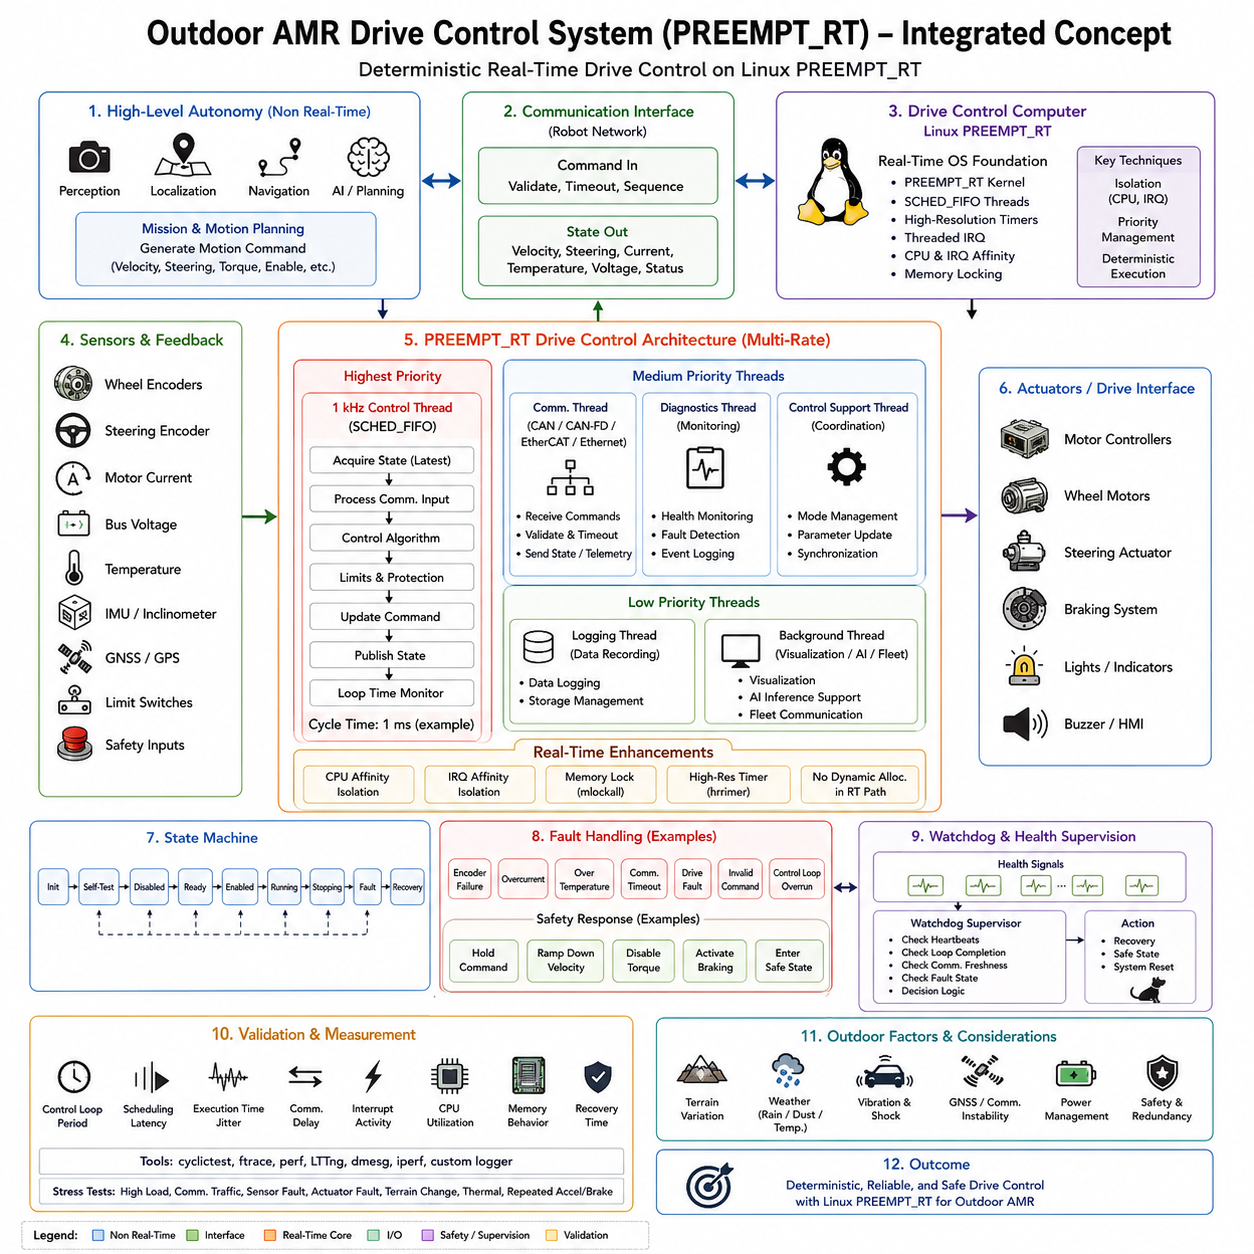 Outdoor AMR Drive Control System (PREEMPT_RT) – Integrated Concept
Deterministic Real-Time Drive Control on Linux PREEMPT_RT
1. High-Level Autonomy (Non Real-Time)
Perception
Localization
Navigation
AI / Planning
Mission & Motion Planning
Generate Motion Command
(Velocity, Steering, Torque, Enable, etc.)
2. Communication Interface
(Robot Network)
Command In
Validate, Timeout, Sequence
State Out
Velocity, Steering, Current,
Temperature, Voltage, Status
3. Drive Control Computer
Linux PREEMPT_RT
Real-Time OS Foundation
• PREEMPT_RT Kernel
• SCHED_FIFO Threads
• High-Resolution Timers
• Threaded IRQ
• CPU & IRQ Affinity
• Memory Locking
Key Techniques
Isolation
(CPU, IRQ)
Priority
Management
Deterministic
Execution
4. Sensors & Feedback
Wheel Encoders
Steering Encoder
A
Motor Current
Bus Voltage
Temperature
IMU / Inclinometer
GNSS / GPS
Limit Switches
Safety Inputs
5. PREEMPT_RT Drive Control Architecture (Multi-Rate)
Highest Priority
1 kHz Control Thread
(SCHED_FIFO)
Acquire State (Latest)
Process Comm. Input
Control Algorithm
Limits & Protection
Update Command
Publish State
Loop Time Monitor
Cycle Time: 1 ms (example)
Medium Priority Threads
Comm. Thread
(CAN / CAN-FD /
EtherCAT / Ethernet)
• Receive Commands
• Validate & Timeout
• Send State / Telemetry
Diagnostics Thread
(Monitoring)
• Health Monitoring
• Fault Detection
• Event Logging
Control Support Thread
(Coordination)
• Mode Management
• Parameter Update
• Synchronization
Low Priority Threads
Logging Thread
(Data Recording)
• Data Logging
• Storage Management
Background Thread
(Visualization / AI / Fleet)
• Visualization
• AI Inference Support
• Fleet Communication
Real-Time Enhancements
CPU Affinity
Isolation
IRQ Affinity
Isolation
Memory Lock
(mlockall)
High-Res Timer
(hrrimer)
No Dynamic Alloc.
in RT Path
6. Actuators / Drive Interface
Motor Controllers
Wheel Motors
Steering Actuator
Braking System
Lights / Indicators
Buzzer / HMI
7. State Machine
Init
Self-Test
Disabled
Ready
Enabled
Running
Stopping
Fault
Recovery
8. Fault Handling (Examples)
Encoder
Failure
Overcurrent
Over
Temperature
Comm.
Timeout
Drive
Fault
Invalid
Command
Control Loop
Overrun
Safety Response (Examples)
Hold
Command
Ramp Down
Velocity
Disable
Torque
Activate
Braking
Enter
Safe State
9. Watchdog & Health Supervision
Health Signals
...
Watchdog Supervisor
• Check Heartbeats
• Check Loop Completion
• Check Comm. Freshness
• Check Fault State
• Decision Logic
Action
• Recovery
• Safe State
• System Reset
10. Validation & Measurement
Control Loop
Period
Scheduling
Latency
Execution Time
Jitter
Comm.
Delay
Interrupt
Activity
CPU
Utilization
Memory
Behavior
Recovery
Time
Tools: cyclictest, ftrace, perf, LTTng, dmesg, iperf, custom logger
Stress Tests: High Load, Comm. Traffic, Sensor Fault, Actuator Fault, Terrain Change, Thermal, Repeated Accel/Brake
11. Outdoor Factors & Considerations
Terrain
Variation
Weather
(Rain / Dust /
Temp.)
Vibration &
Shock
GNSS / Comm.
Instability
Power
Management
Safety &
Redundancy
12. Outcome
Deterministic, Reliable, and Safe Drive Control
with Linux PREEMPT_RT for Outdoor AMR
Legend:
Non Real-Time
Interface
Real-Time Core
I/O
Safety / Supervision
Validation